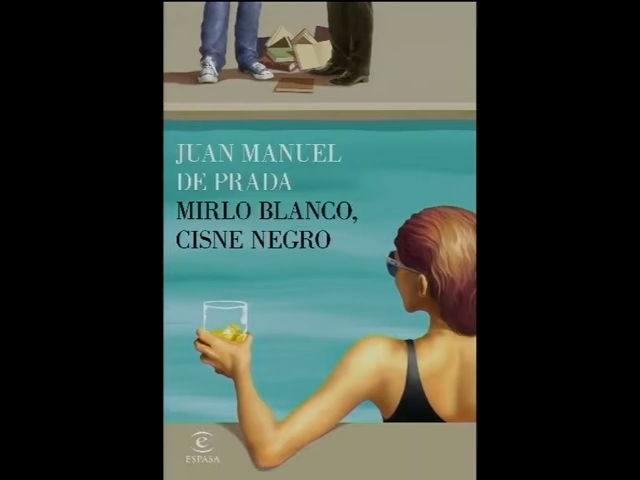 JUAN MANUEL
DE PRADA
MIRLO BLANCO,
CISNE NEGRO
e
ESPASA